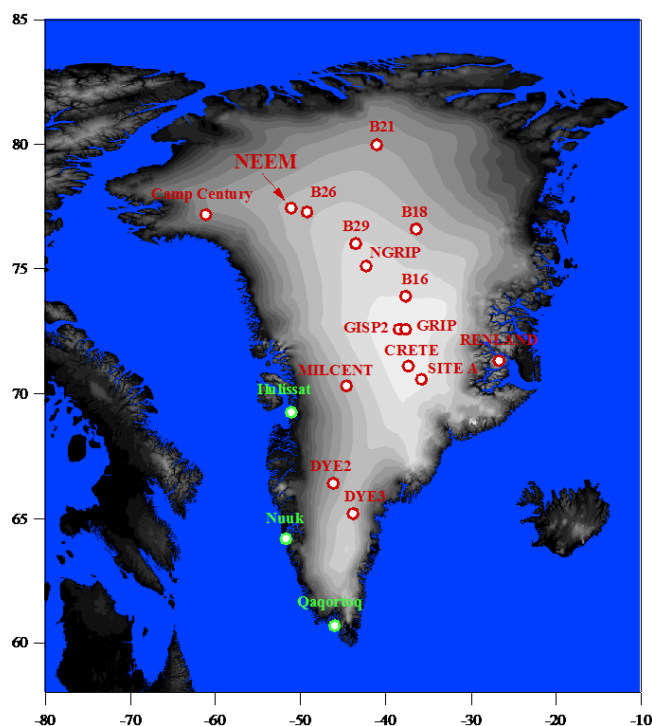 85
80
75
70
65
60
B21
NEEM
Camp Century
B26
B18
B29
NGRIP
B16
GISP2
GRIP
RENLAND
CRETE
SITE A
MILCENT
Ilulissat
DYE2
DYE3
Nuuk
Qaqortoq
-80
-70
-60
-50
-40
-30
-20
-10